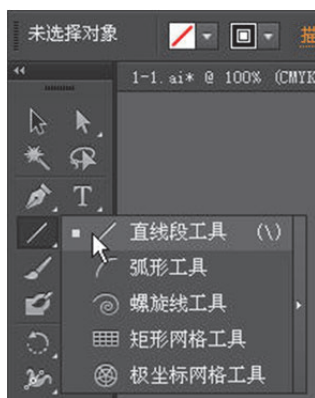 未选择对象
1-1.ai* @ 100% (CMYK
T
直线段工具 (\)
弧形工具
螺旋线工具
矩形网格工具
极坐标网格工具